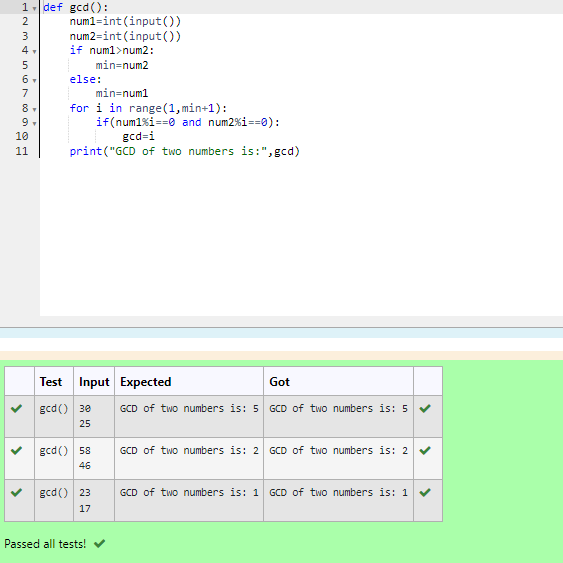 1 def gcd():
2     num1=int(input())
3     num2=int(input())
4     if num1>num2:
5         min=num2
6     else:
7         min=num1
8     for i in range(1,min+1):
9         if(num1%i==0 and num2%i==0):
10             gcd=i
11     print("GCD of two numbers is:",gcd)
Test Input Expected Got
gcd() 30 GCD of two numbers is: 5 GCD of two numbers is: 5
25
gcd() 58 GCD of two numbers is: 2 GCD of two numbers is: 2
46
gcd() 23 GCD of two numbers is: 1 GCD of two numbers is: 1
17
Passed all tests!